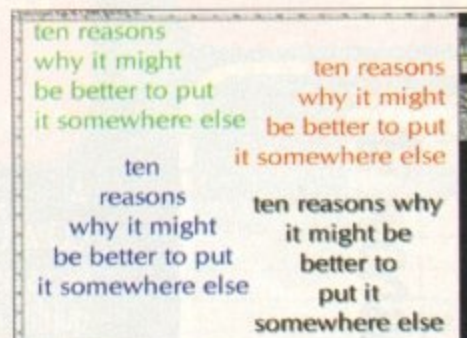 ten reasons
why it might
be better to put
it somewhere else
ten reasons
why it might
be better to put
it somewhere else
ten
reasons
why it might
be better to put
it somewhere else
ten reasons why
it might be
better to
put it
somewhere else